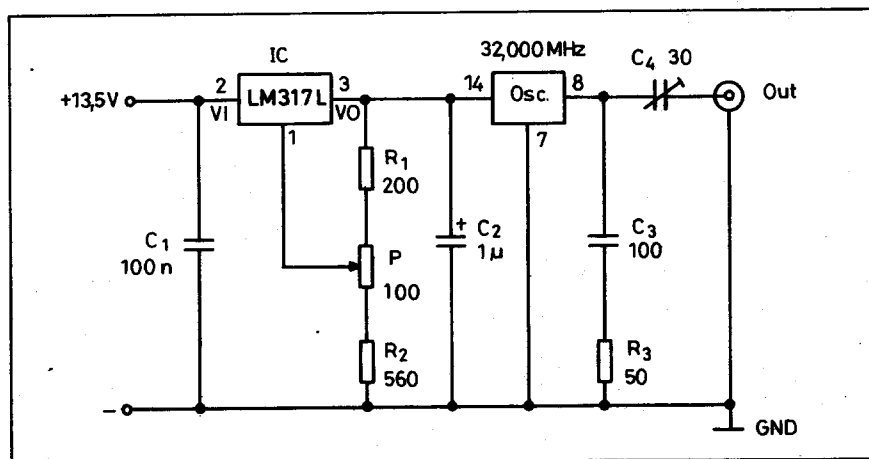 IC
32,000 MHz
C4 30
2
3
14
8
+13,5V
LM317L
Osc.
Out
VI
VO
1
7
R1
200
C1
100 n
P
100
+
C2
1µ
C3
100
R2
560
R3
50
–
GND